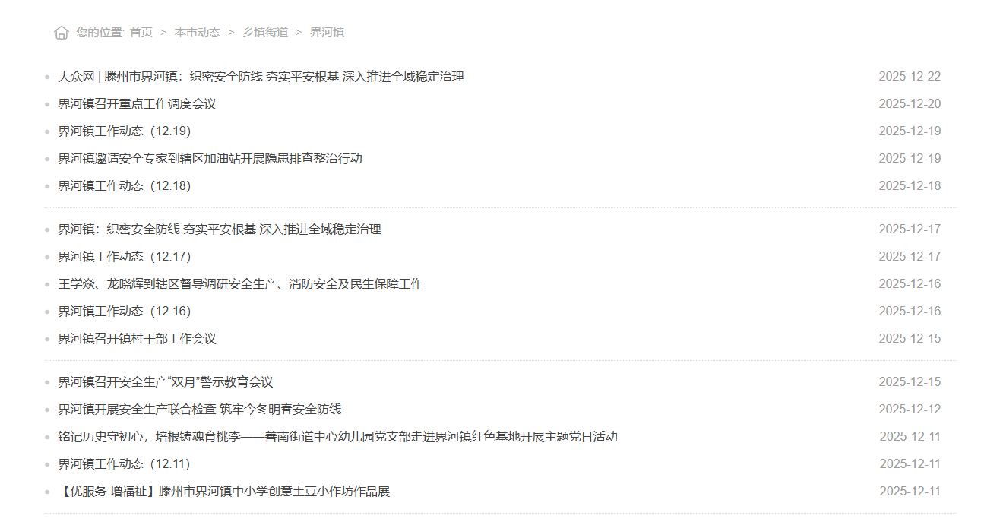 您的位置: 首页 > 本市动态 > 乡镇街道 > 界河镇
大众网 | 滕州市界河镇：织密安全防线 夯实平安根基 深入推进全域稳定治理 2025-12-22
界河镇召开重点工作调度会议 2025-12-20
界河镇工作动态（12.19） 2025-12-19
界河镇邀请安全专家到辖区加油站开展隐患排查整治行动 2025-12-19
界河镇工作动态（12.18） 2025-12-18
界河镇：织密安全防线 夯实平安根基 深入推进全域稳定治理 2025-12-17
界河镇工作动态（12.17） 2025-12-17
王学焱、龙晓辉到辖区督导调研安全生产、消防安全及民生保障工作 2025-12-16
界河镇工作动态（12.16） 2025-12-16
界河镇召开镇村干部工作会议 2025-12-15
界河镇召开安全生产“双月”警示教育会议 2025-12-15
界河镇开展安全生产联合检查 筑牢今冬明春安全防线 2025-12-12
铭记历史守初心，培根铸魂育桃李——善南街道中心幼儿园党支部走进界河镇红色基地开展主题党日活动 2025-12-11
界河镇工作动态（12.11） 2025-12-11
【优服务 增福祉】滕州市界河镇中小学创意土豆小作坊作品展 2025-12-11